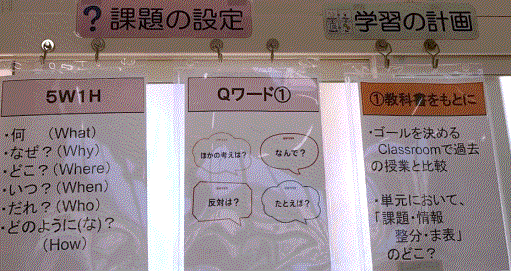 ?課題の設定
学習の計画
5W1H
・何 (What)
・なぜ？(Why)
・どこ？(Where)
・いつ？(When)
・だれ？(Who)
・どのように(な)？
(How)
Qワード①
ほかの考えは？
なんで？
反対は？
たとえば？
①教科書をもとに
・ゴールを決める
Classroomで過去
の授業と比較
・単元において、
「課題・情報
整分・ま表」
のどこ？